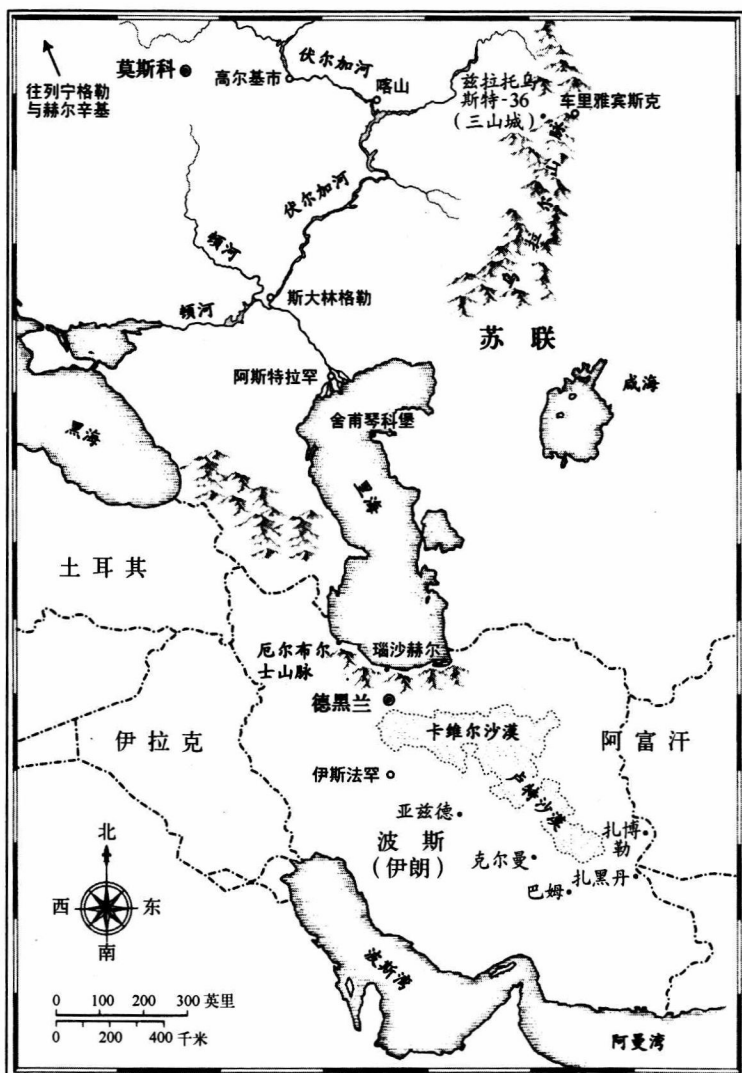 往列宁格勒
与赫尔辛基
莫斯科
高尔基市
伏尔加河
喀山
兹拉托乌
斯特-36
(三山城)
车里雅宾斯克
乌拉尔山脉
伏尔加河
顿河
顿河
斯大林格勒
苏联
阿斯特拉罕
舍甫琴科堡
咸海
黑海
里海
土耳其
厄尔布尔
士山脉
瑙沙赫尔
德黑兰
卡维尔沙漠
伊拉克
阿富汗
伊斯法罕
卢特沙漠
亚兹德
扎博
勒
波斯
(伊朗)
克尔曼
扎黑丹
巴姆
北
西
东
南
波斯湾
阿曼湾
0 100 200 300 英里
0 200 400 千米